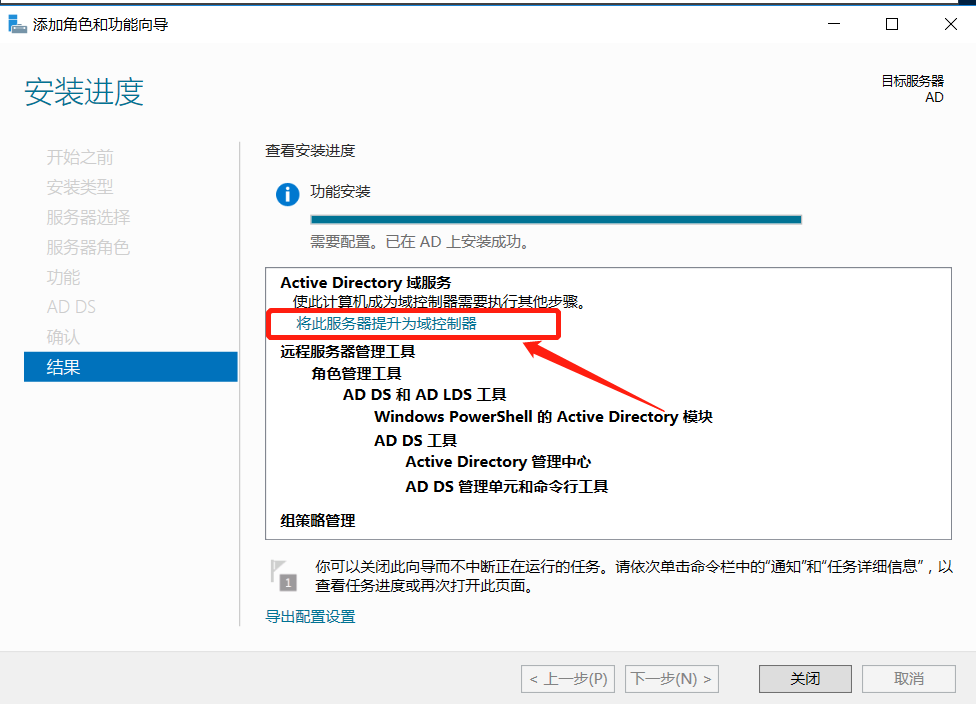 添加角色和功能向导
安装进度
目标服务器
AD
开始之前
安装类型
服务器选择
服务器角色
功能
AD DS
确认
结果
查看安装进度
功能安装
需要配置。已在 AD 上安装成功。
Active Directory 域服务
使此计算机成为域控制器需要执行其他步骤。
将此服务器提升为域控制器
远程服务器管理工具
角色管理工具
AD DS 和 AD LDS 工具
Windows PowerShell 的 Active Directory 模块
AD DS 工具
Active Directory 管理中心
AD DS 管理单元和命令行工具
组策略管理
1
你可以关闭此向导而不中断正在运行的任务。请依次单击命令栏中的“通知”和“任务详细信息”，以
查看任务进度或再次打开此页面。
导出配置设置
< 上一步(P)
下一步(N) >
关闭
取消